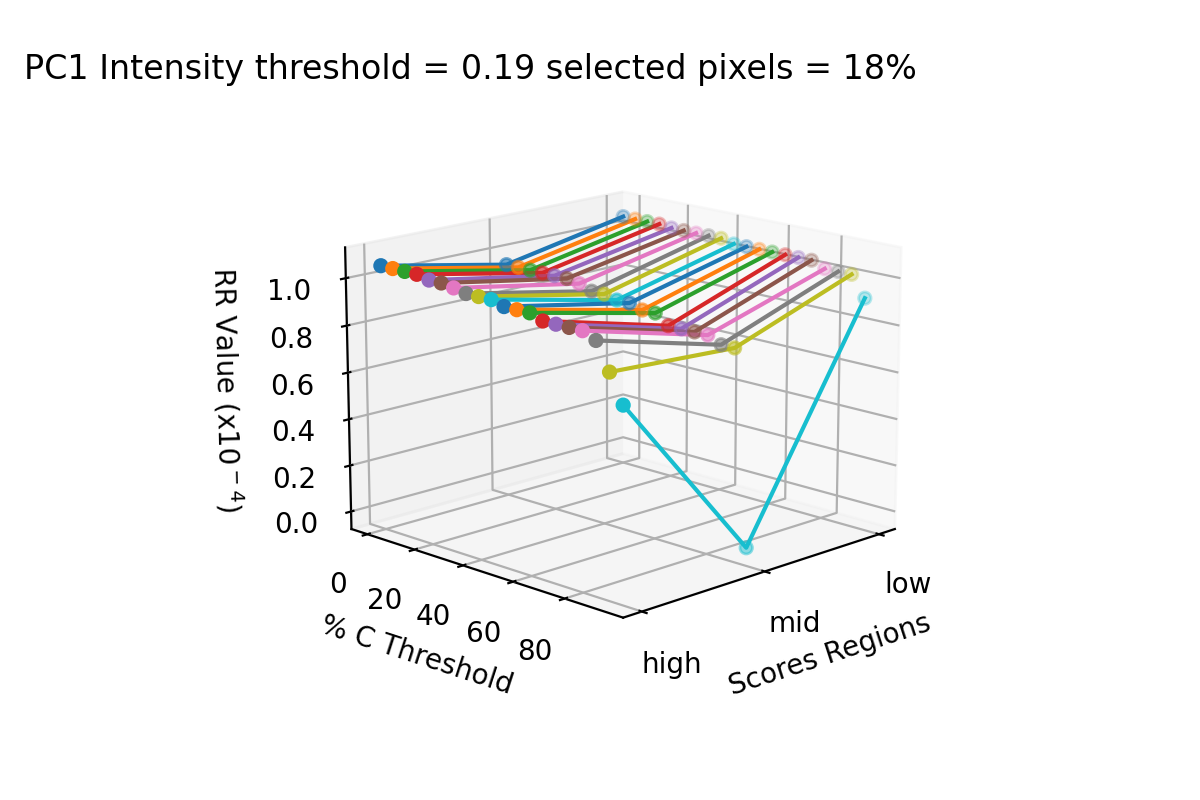 PC1 Intensity threshold = 0.19 selected pixels = 18%
RR Value (x10⁻⁴)
1.0
0.8
0.6
0.4
0.2
0.0
0
20
40
60
80
% C Threshold
high
mid
low
Scores Regions